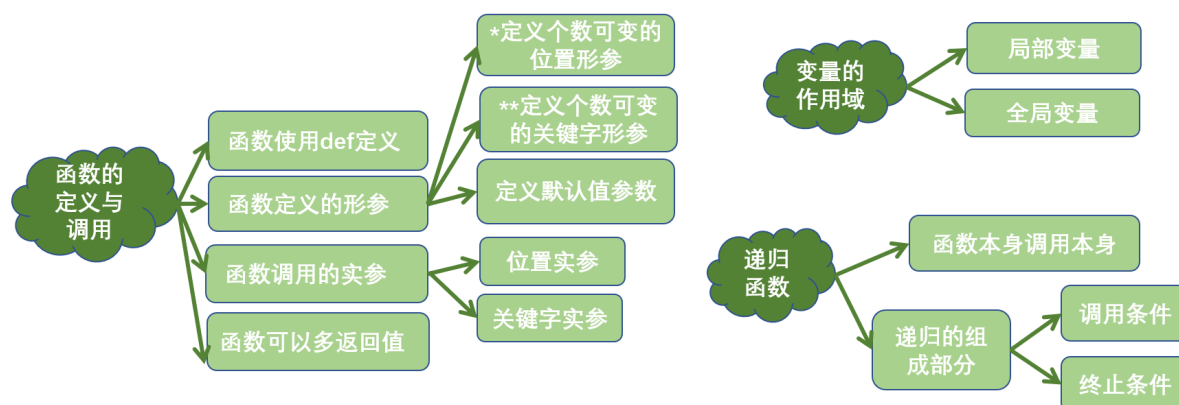 函数的
定义与
调用
函数使用def定义
函数定义的形参
函数调用的实参
函数可以多返回值
*定义个数可变的
位置形参
**定义个数可变
的关键字形参
定义默认值参数
位置实参
关键字实参
变量的
作用域
局部变量
全局变量
递归
函数
函数本身调用本身
递归的组
成部分
调用条件
终止条件